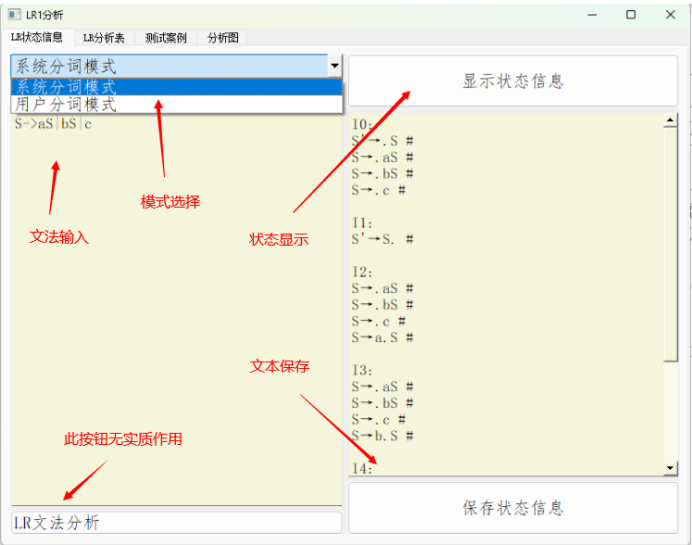 LR1分析
LR状态信息 LR分析表 测试案例 分析图
系统分词模式
系统分词模式
用户分词模式
S->aS|bS|c
模式选择
文法输入
此按钮无实质作用
LR文法分析
显示状态信息
I0:
S'→.S #
S→.aS #
S→.bS #
S→.c #
I1:
S'→S. #
I2:
S→.aS #
S→.bS #
S→.c #
S→a.S #
I3:
S→.aS #
S→.bS #
S→.c #
S→b.S #
I4:
状态显示
文本保存
保存状态信息